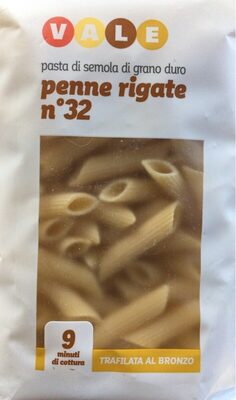 VALE
pasta di semola di grano duro
penne rigate
n°32
9
minuti
di cottura
TRAFILATA AL BRONZO